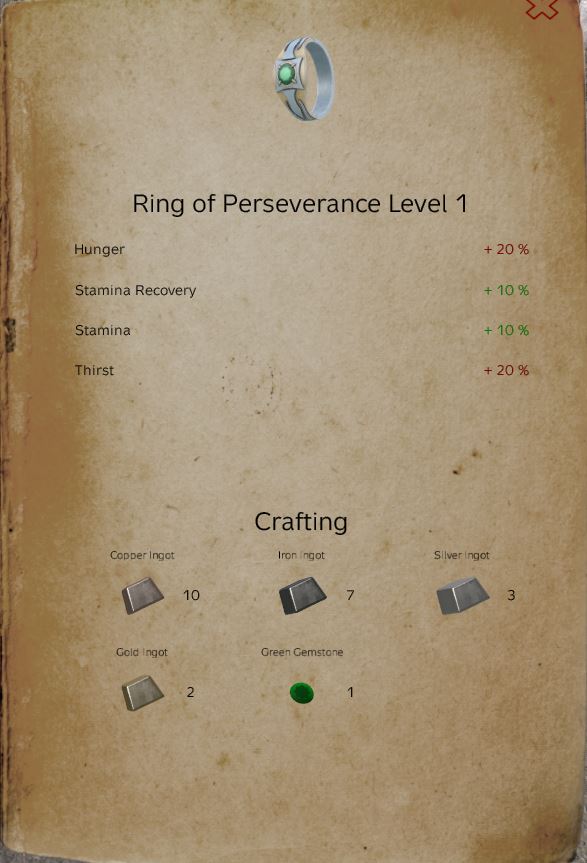 Ring of Perseverance Level 1
Hunger + 20 %
Stamina Recovery + 10 %
Stamina + 10 %
Thirst + 20 %
Crafting
Copper Ingot Iron Ingot Silver Ingot
10 7 3
Gold Ingot Green Gemstone
2 1